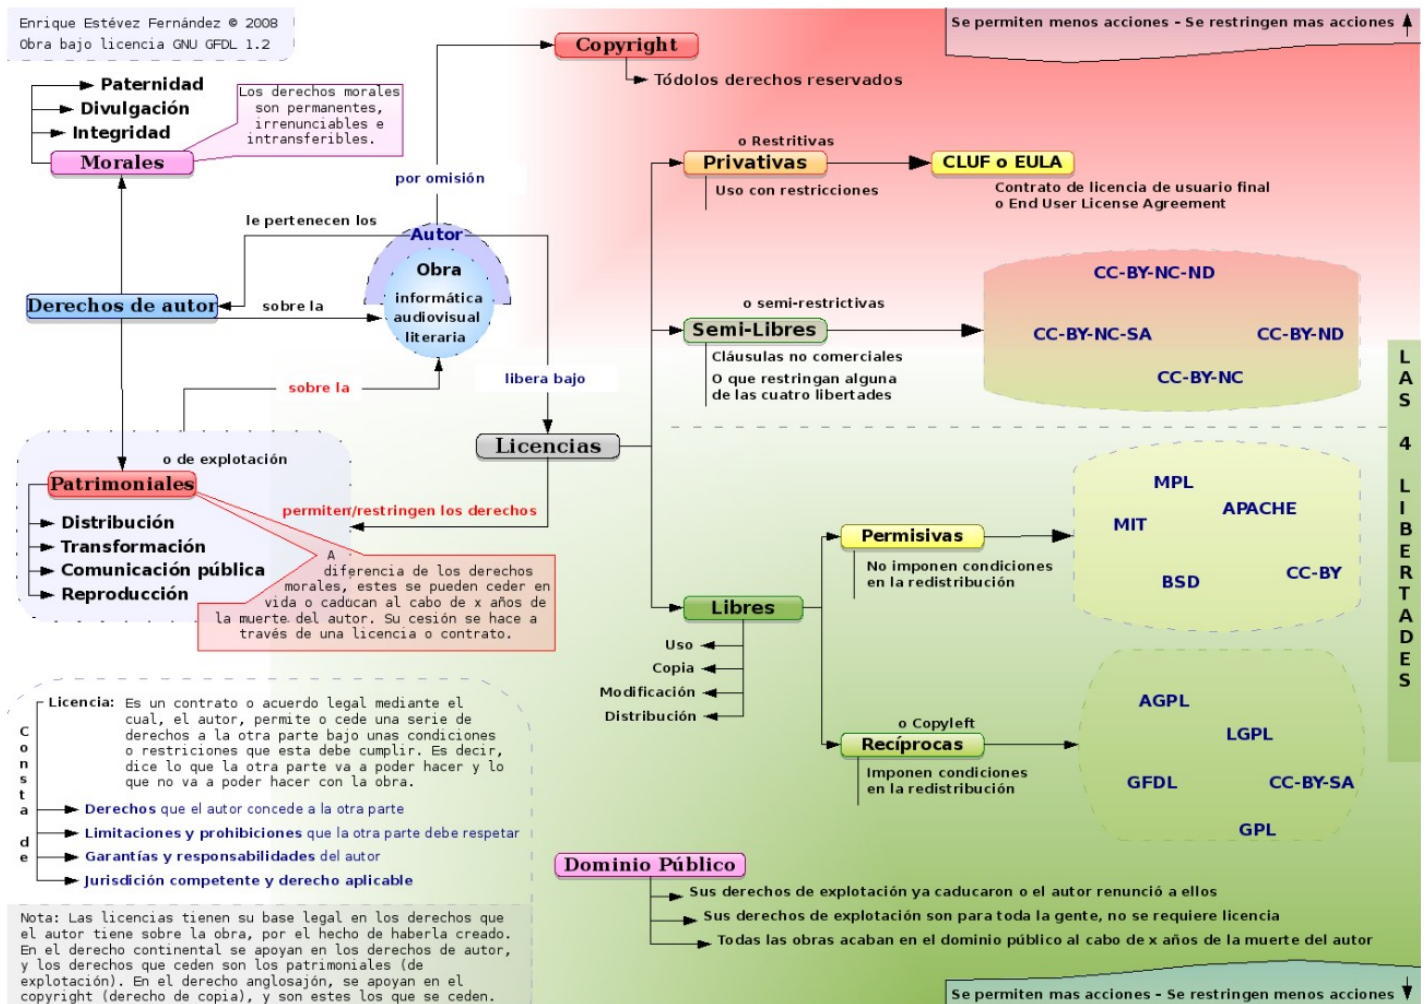 Enrique Estévez Fernández © 2008
Obra bajo licencia GNU GFDL 1.2
Se permiten menos acciones - Se restringen mas acciones
Copyright
Tódolos derechos reservados
Paternidad
Divulgación
Integridad
Morales
Los derechos morales
son permanentes,
irrenunciables e
intransferibles.
por omisión
o Restritivas
Privativas
Uso con restricciones
CLUF o EULA
Contrato de licencia de usuario final
o End User License Agreement
le pertenecen los
Autor
Obra
informática
audiovisual
literaria
Derechos de autor
sobre la
sobre la
libera bajo
o semi-restrictivas
Semi-Libres
Cláusulas no comerciales
O que restringan alguna
de las cuatro libertades
CC-BY-NC-ND
CC-BY-NC-SA
CC-BY-ND
CC-BY-NC
LAS 4 LIBERTADES
Licencias
o de explotación
Patrimoniales
Distribución
Transformación
Comunicación pública
Reproducción
permiten/restringen los derechos
A
diferencia de los derechos
morales, estes se pueden ceder en
vida o caducan al cabo de x años de
la muerte del autor. Su cesión se hace a
través de una licencia o contrato.
Permisivas
No imponen condiciones
en la redistribución
MPL
APACHE
MIT
BSD
CC-BY
Libres
Uso
Copia
Modificación
Distribución
o Copyleft
Recíprocas
Imponen condiciones
en la redistribución
AGPL
LGPL
GFDL
CC-BY-SA
GPL
Consta de
Licencia: Es un contrato o acuerdo legal mediante el
cual, el autor, permite o cede una serie de
derechos a la otra parte bajo unas condiciones
o restriciones que esta debe cumplir. Es decir,
dice lo que la otra parte va a poder hacer y lo
que no va a poder hacer con la obra.
Derechos que el autor concede a la otra parte
Limitaciones y prohibiciones que la otra parte debe respetar
Garantías y responsabilidades del autor
Jurisdición competente y derecho aplicable
Dominio Público
Sus derechos de explotación ya caducaron o el autor renunció a ellos
Sus derechos de explotación son para toda la gente, no se requiere licencia
Todas las obras acaban en el dominio público al cabo de x años de la muerte del autor
Nota: Las licencias tienen su base legal en los derechos que
el autor tiene sobre la obra, por el hecho de haberla creado.
En el derecho continental se apoyan en los derechos de autor,
y los derechos que ceden son los patrimoniales (de
explotación). En el derecho anglosajón, se apoyan en el
copyright (derecho de copia), y son estes los que se ceden.
Se permiten mas acciones - Se restringen menos acciones